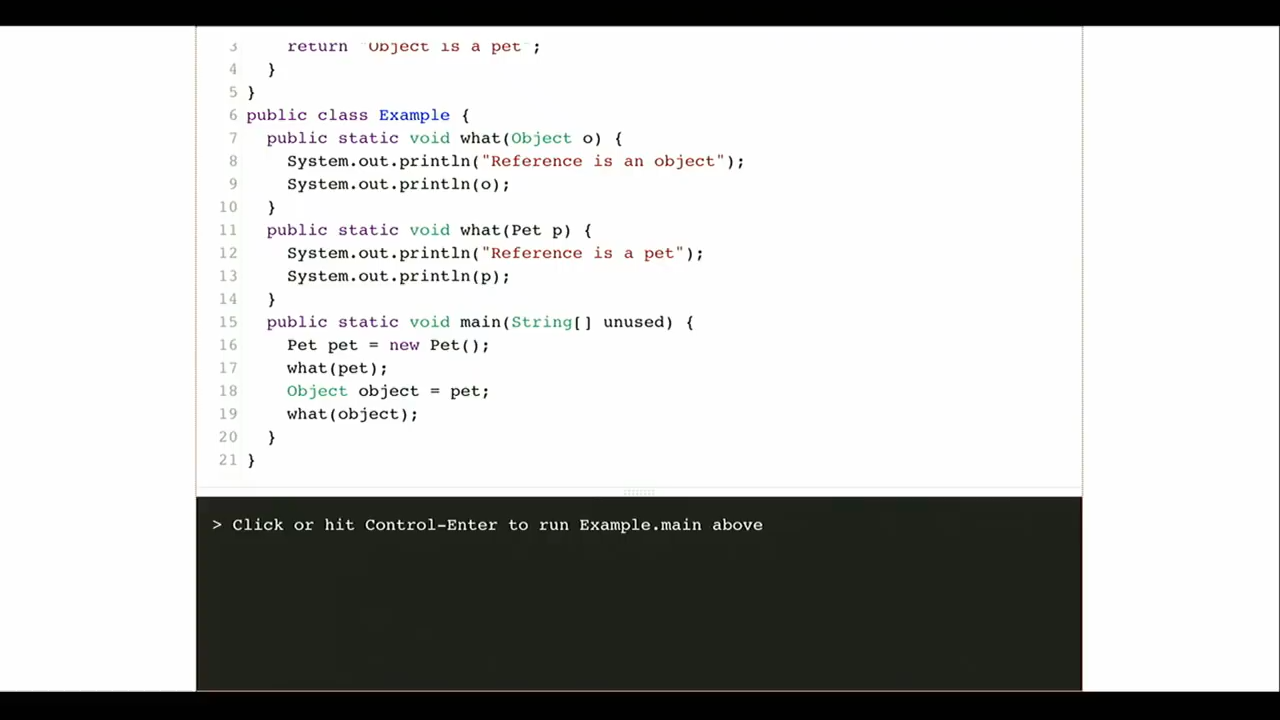 3 return "Object is a pet";
4 }
5 }
6 public class Example {
7 public static void what(Object o) {
8 System.out.println("Reference is an object");
9 System.out.println(o);
10 }
11 public static void what(Pet p) {
12 System.out.println("Reference is a pet");
13 System.out.println(p);
14 }
15 public static void main(String[] unused) {
16 Pet pet = new Pet();
17 what(pet);
18 Object object = pet;
19 what(object);
20 }
21 }
> Click or hit Control-Enter to run Example.main above